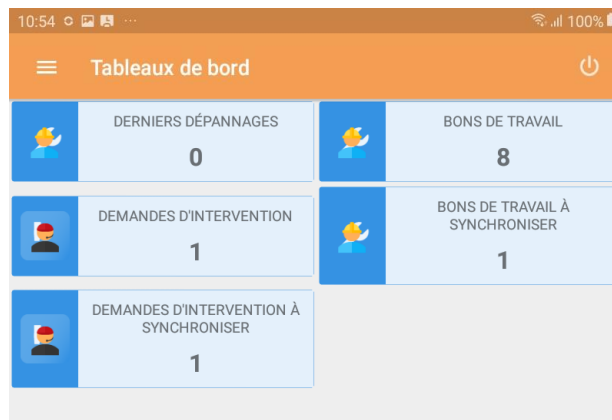 10:54 ... 100%
Tableaux de bord
DERNIERS DÉPANNAGES
0
BONS DE TRAVAIL
8
DEMANDES D'INTERVENTION
1
BONS DE TRAVAIL À
SYNCHRONISER
1
DEMANDES D'INTERVENTION À
SYNCHRONISER
1